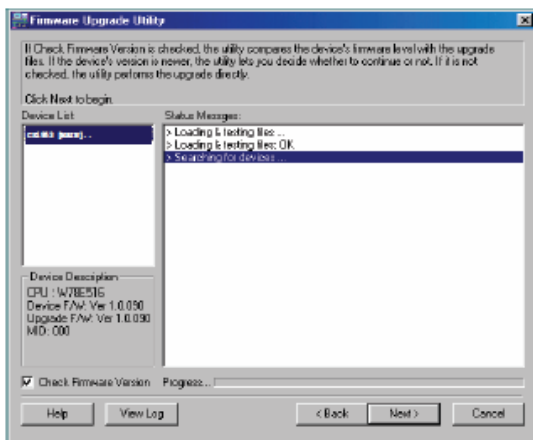 Firmware Upgrade Utility
If Check Firmware Version is checked, the utility compares the device's firmware level with the upgrade
files. If the device's version is newer, the utility lets you decide whether to continue or not. If it is not
checked, the utility performs the upgrade directly.
Click Next to begin.
Device List:
Status Messages:
> Loading & testing files ...
> Loading & testing files: OK
> Searching for devices ...
Device Description
CPU : W78E516
Device F/W: Ver 1.0.090
Upgrade F/W: Ver 1.0.090
MID: 000
Check Firmware Version
Progress...
Help
View Log
< Back
Next >
Cancel